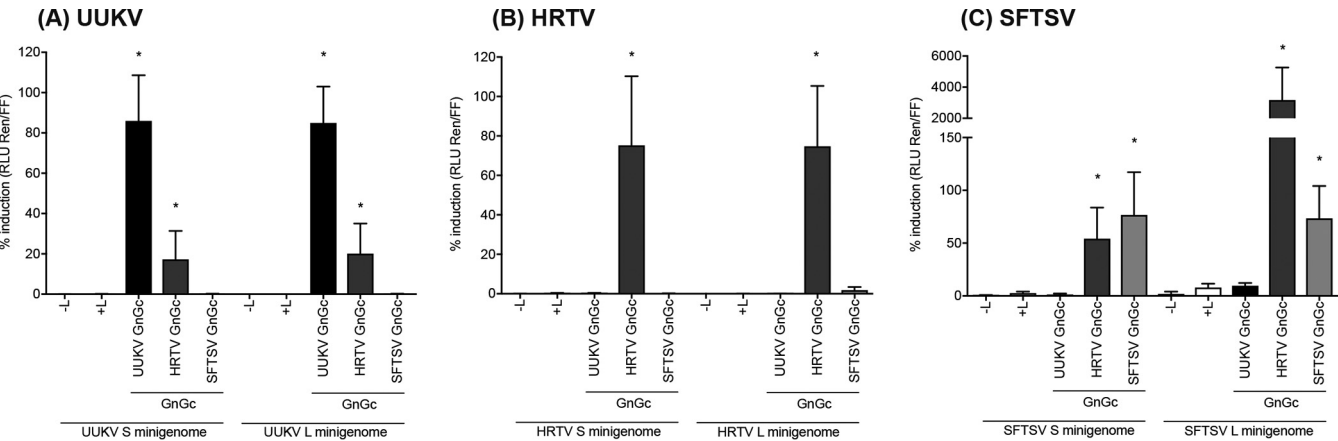 (A) UUKV
% induction (RLU Ren/FF)
120
100
80
60
40
20
0
*
*
*
*
-L
+L
UUKV GnGc
HRTV GnGc
SFTSV GnGc
-L
+L
UUKV GnGc
HRTV GnGc
SFTSV GnGc
GnGc
GnGc
UUKV S minigenome
UUKV L minigenome
(B) HRTV
% induction (RLU Ren/FF)
120
100
80
60
40
20
0
*
*
-L
+L
UUKV GnGc
HRTV GnGc
SFTSV GnGc
-L
+L
UUKV GnGc
HRTV GnGc
SFTSV GnGc
GnGc
GnGc
HRTV S minigenome
HRTV L minigenome
(C) SFTSV
% induction (RLU Ren/FF)
6000
4000
2000
150
100
50
0
*
*
*
*
-L
+L
UUKV GnGc
HRTV GnGc
SFTSV GnGc
-L
+L
UUKV GnGc
HRTV GnGc
SFTSV GnGc
GnGc
GnGc
SFTSV S minigenome
SFTSV L minigenome